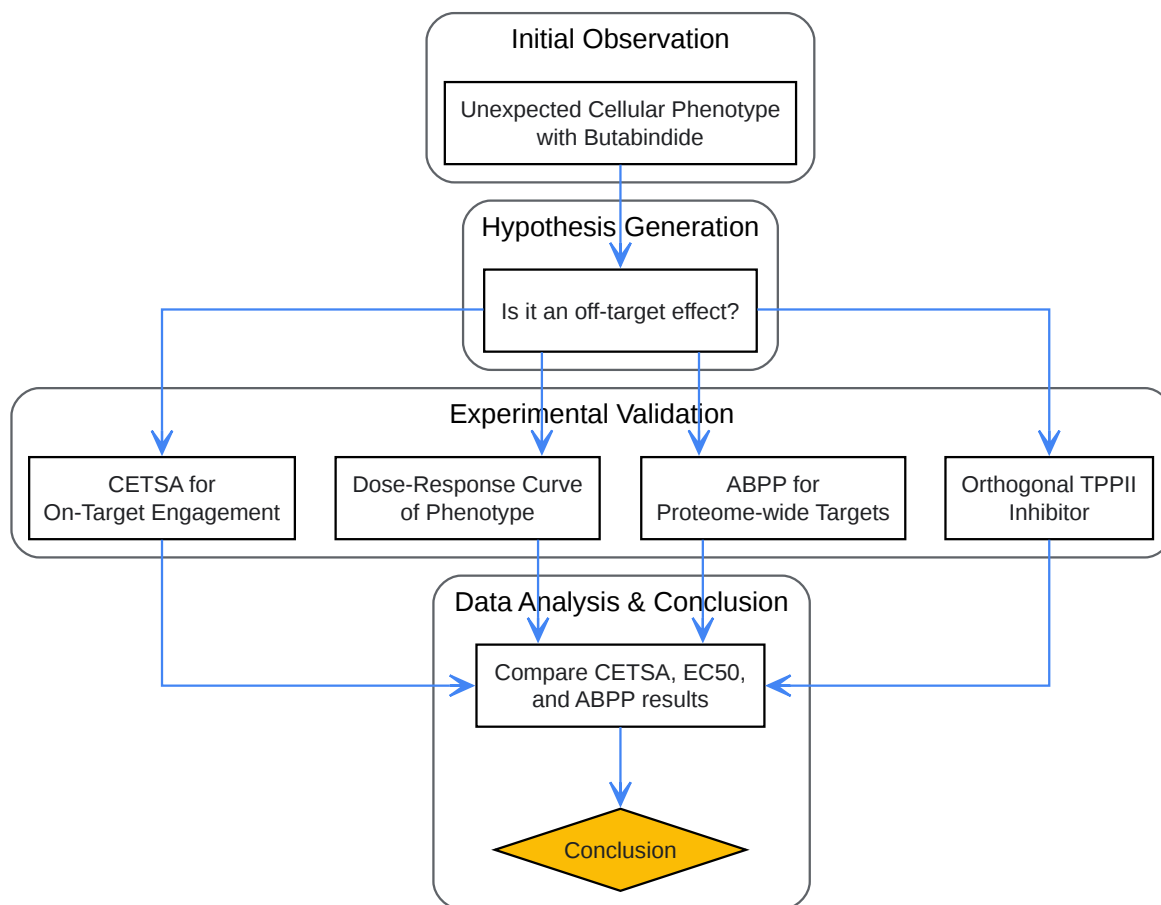 Initial Observation
Unexpected Cellular Phenotype
with Butabindide
Hypothesis Generation
Is it an off-target effect?
Experimental Validation
CETSA for
On-Target Engagement
Dose-Response Curve
of Phenotype
ABPP for
Proteome-wide Targets
Orthogonal TPPII
Inhibitor
Data Analysis & Conclusion
Compare CETSA, EC50,
and ABPP results
Conclusion